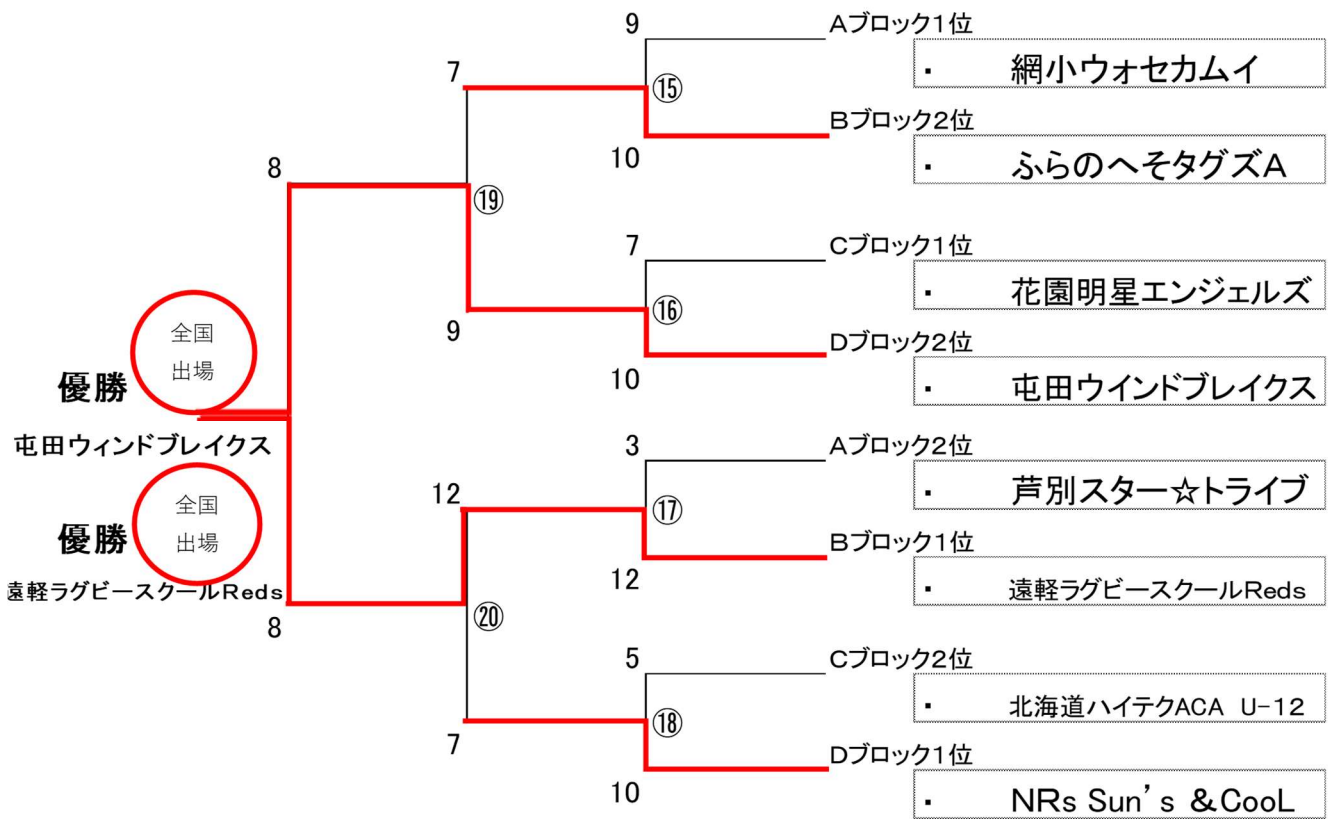 9
Aブロック1位
・ 網小ウォセカムイ
7
⑮
Bブロック2位
10
・ ふらのへそタグズA
8
⑲
7
Cブロック1位
・ 花園明星エンジェルズ
9
⑯
Dブロック2位
10
・ 屯田ウインドブレイクス
全国
出場
優勝
屯田ウィンドブレイクス
3
Aブロック2位
・ 芦別スター☆トライブ
12
⑰
Bブロック1位
12
・ 遠軽ラグビースクールReds
全国
出場
優勝
遠軽ラグビースクールReds
8
⑳
5
Cブロック2位
・ 北海道ハイテクACA U-12
7
⑱
Dブロック1位
10
・ NRs Sun's &CooL